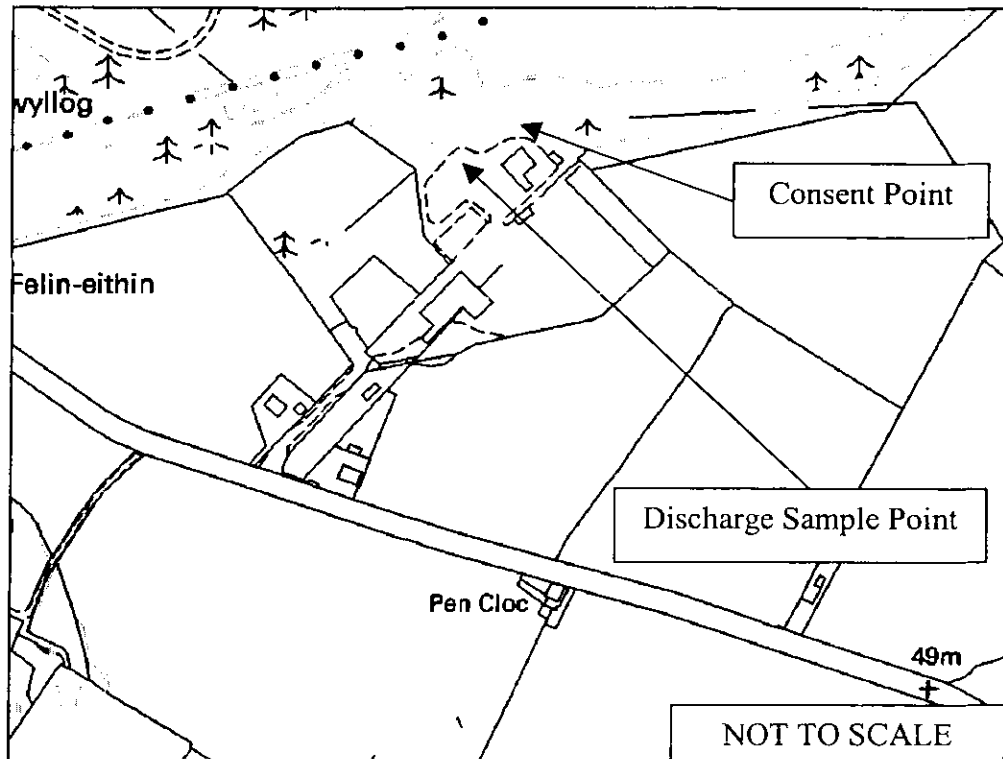 wyllog
Consent Point
Felin-eithin
Discharge Sample Point
Pen Cloc
49m
NOT TO SCALE